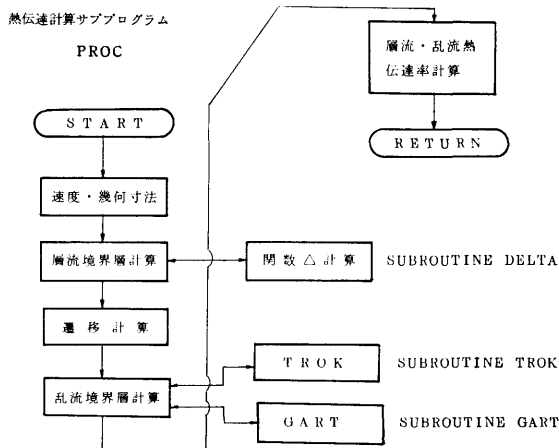 熱伝達計算サブプログラム
PROC
START
速度・幾何寸法
層流境界層計算
関数△計算
SUBROUTINE DELTA
遷移計算
TROK
SUBROUTINE TROK
乱流境界層計算
GART
SUBROUTINE GART
層流・乱流熱
伝達率計算
RETURN